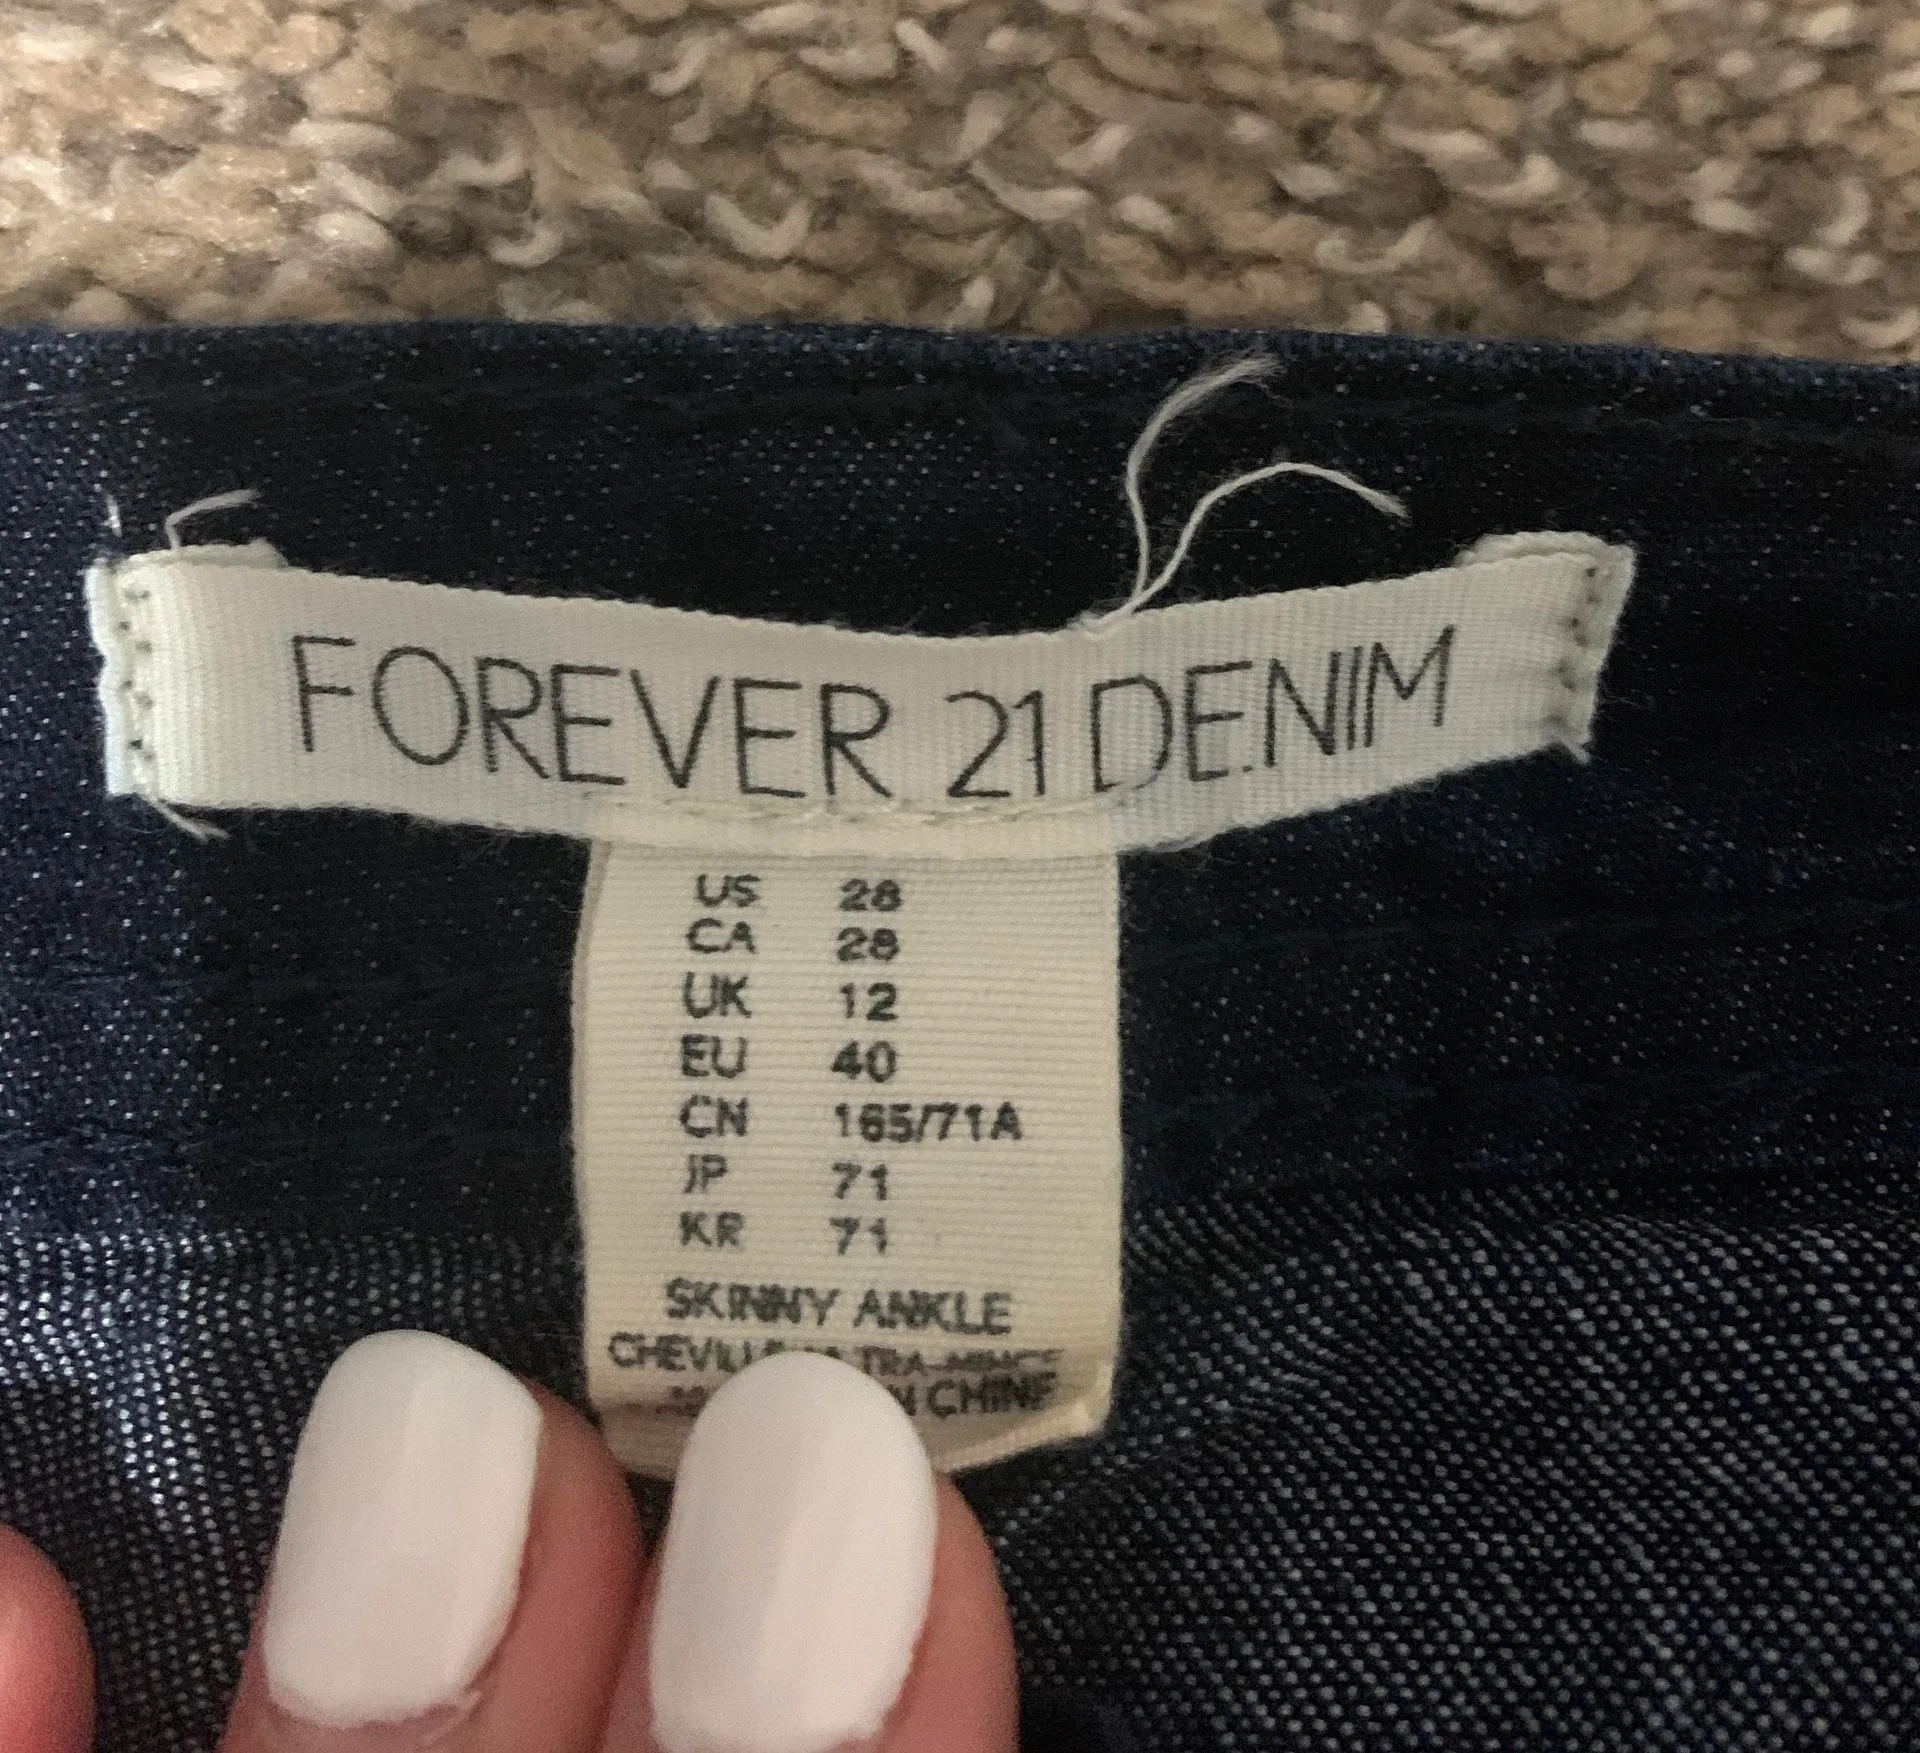 FOREVER 21 DENIM
US 28
CA 28
UK 12
EU 40
CN 165/71A
JP 71
KR 71
SKINNY ANKLE
CHINE